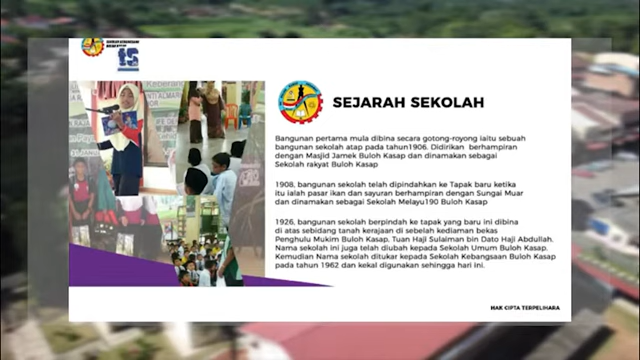 SEJARAH SEKOLAH
Bangunan pertama mula dibina secara gotong-royong iaitu sebuah
bangunan sekolah atap pada tahun1906. Didirikan berhampiran
dengan Masjid Jamek Buloh Kasap dan dinamakan sebagai
Sekolah rakyat Buloh Kasap
1908, bangunan sekolah telah dipindahkan ke Tapak baru ketika
itu ialah pasar ikan dan sayuran berhampiran dengan Sungai Muar
dan dinamakan sebagai Sekolah Melayu190 Buloh Kasap
1926, bangunan sekolah berpindah ke tapak yang baru ini dibina
di atas sebidang tanah kerajaan di sebelah kediaman bekas
Penghulu Mukim Buloh Kasap, Tuan Haji Sulaiman bin Dato Haji Abdullah.
Nama sekolah ini juga telah diubah kepada Sekolah Umum Buloh Kasap.
Kemudian Nama sekolah ditukar kepada Sekolah Kebangsaan Buloh Kasap
pada tahun 1962 dan kekal digunakan sehingga hari ini.
HAK CIPTA TERPELIHARA